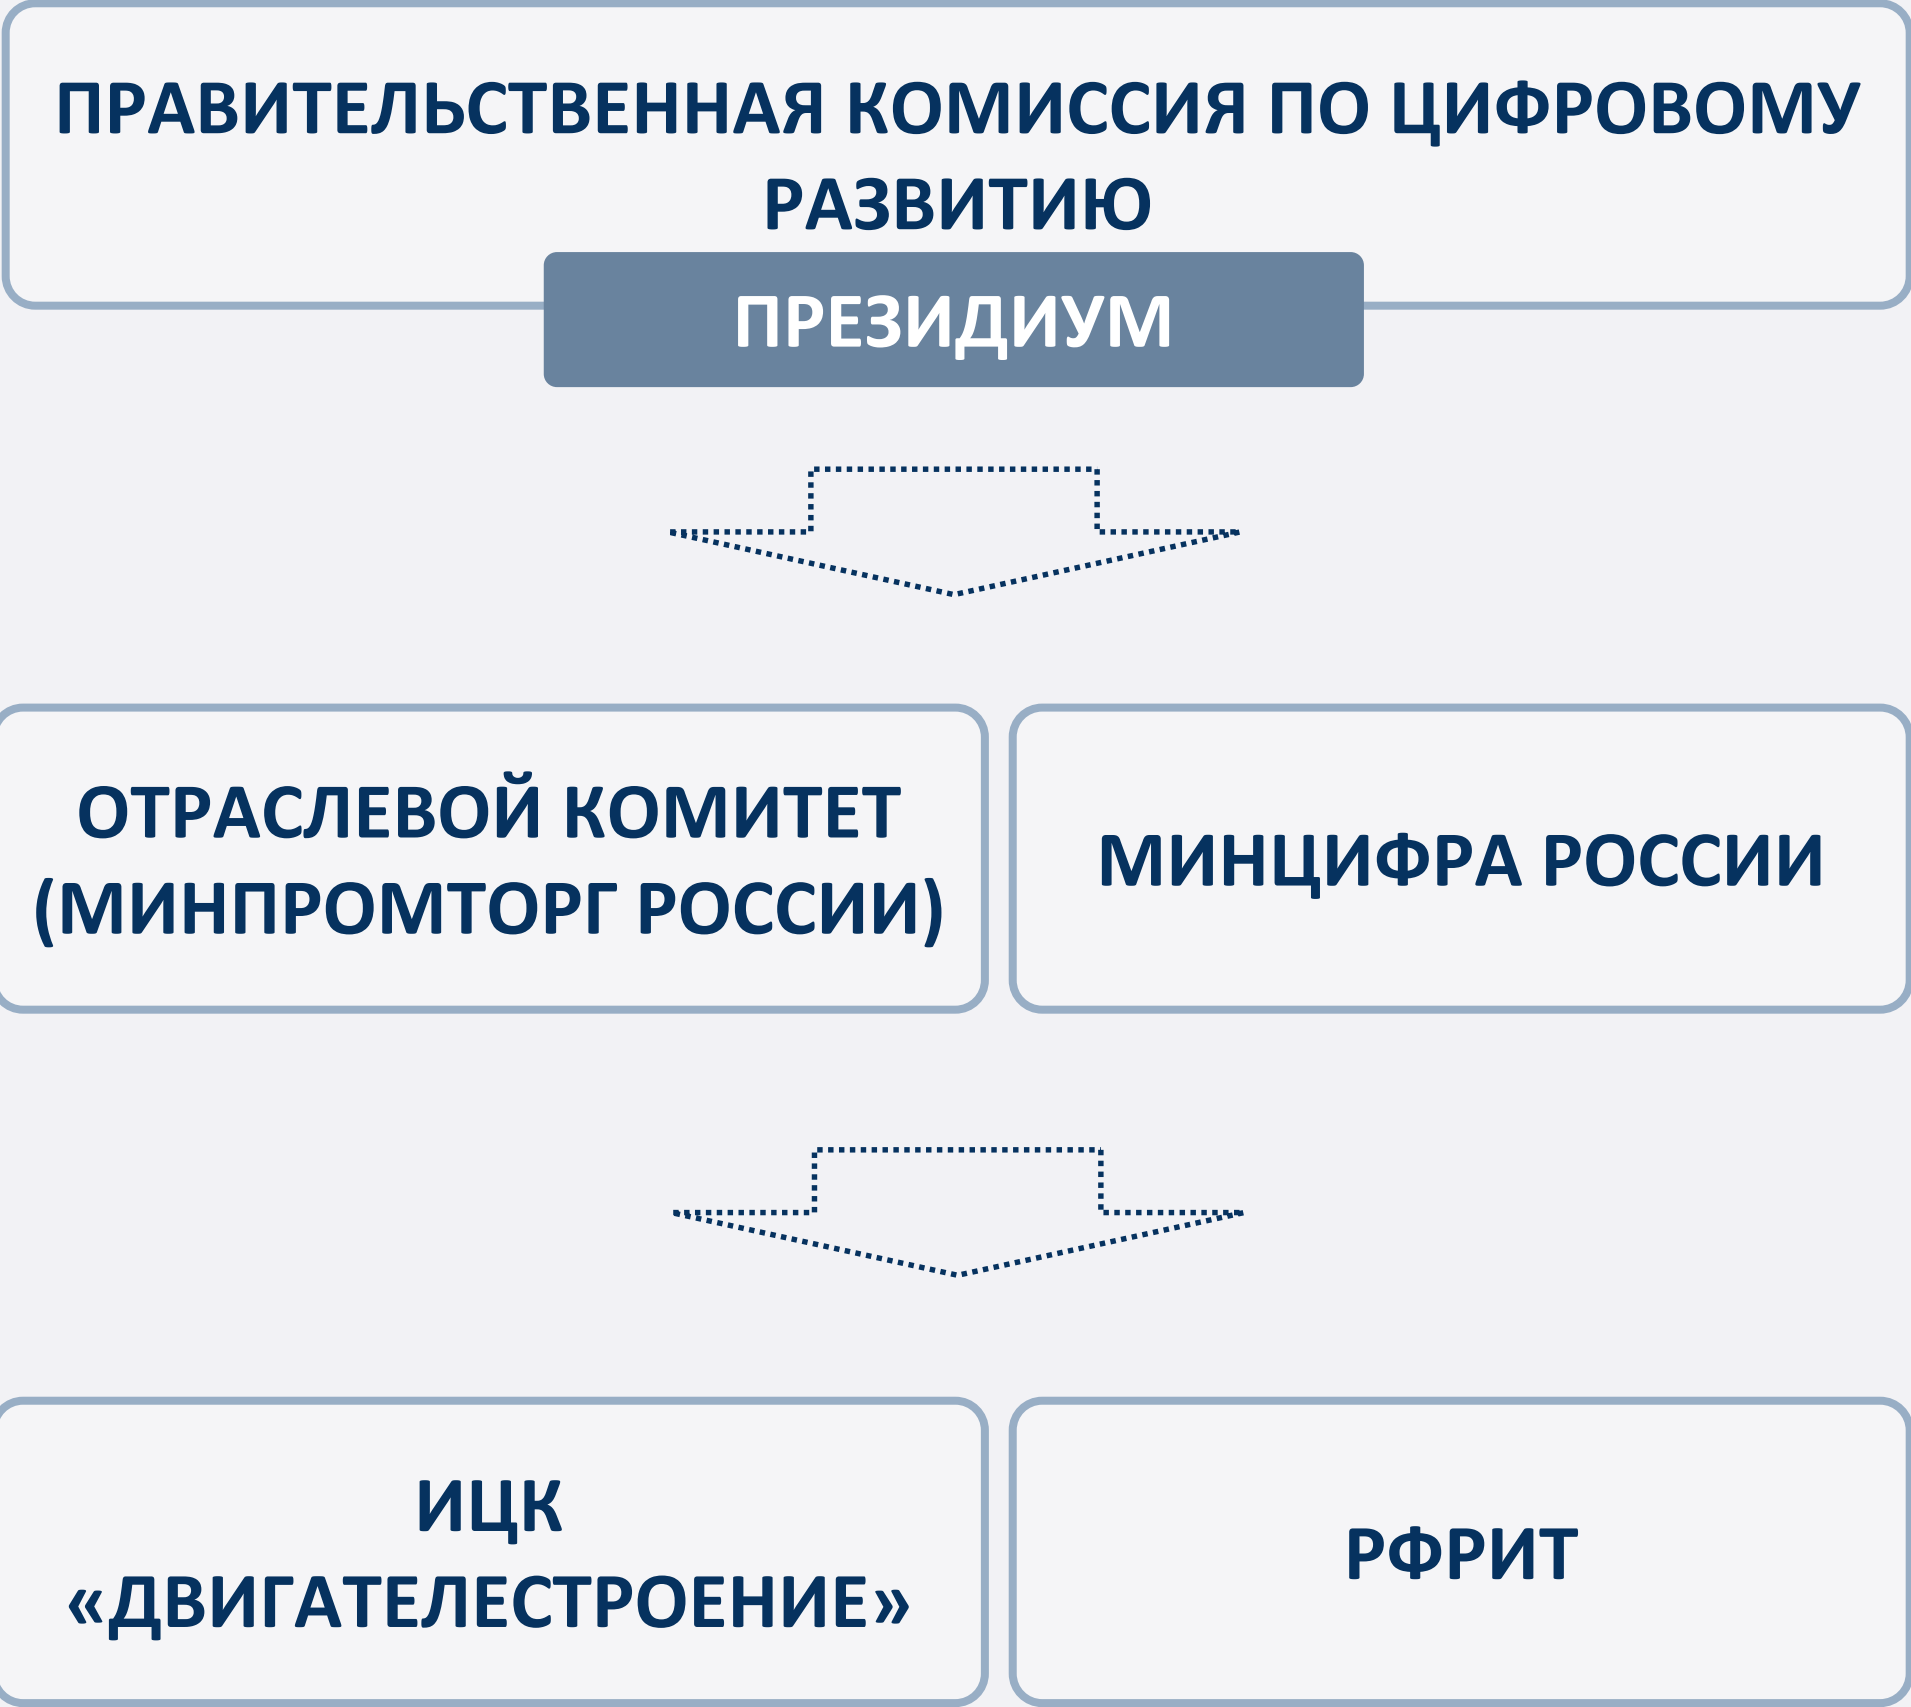 ПРАВИТЕЛЬСТВЕННАЯ КОМИССИЯ ПО ЦИФРОВОМУ
РАЗВИТИЮ
ПРЕЗИДИУМ
ОТРАСЛЕВОЙ КОМИТЕТ
(МИНПРОМТОРГ РОССИИ)
МИНЦИФРА РОССИИ
ИЦК
«ДВИГАТЕЛЕСТРОЕНИЕ»
РФРИТ